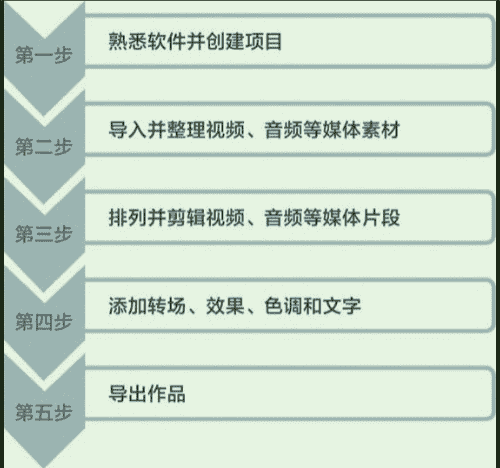 第一步
熟悉软件并创建项目
第二步
导入并整理视频、音频等媒体素材
第三步
排列并剪辑视频、音频等媒体片段
第四步
添加转场、效果、色调和文字
第五步
导出作品